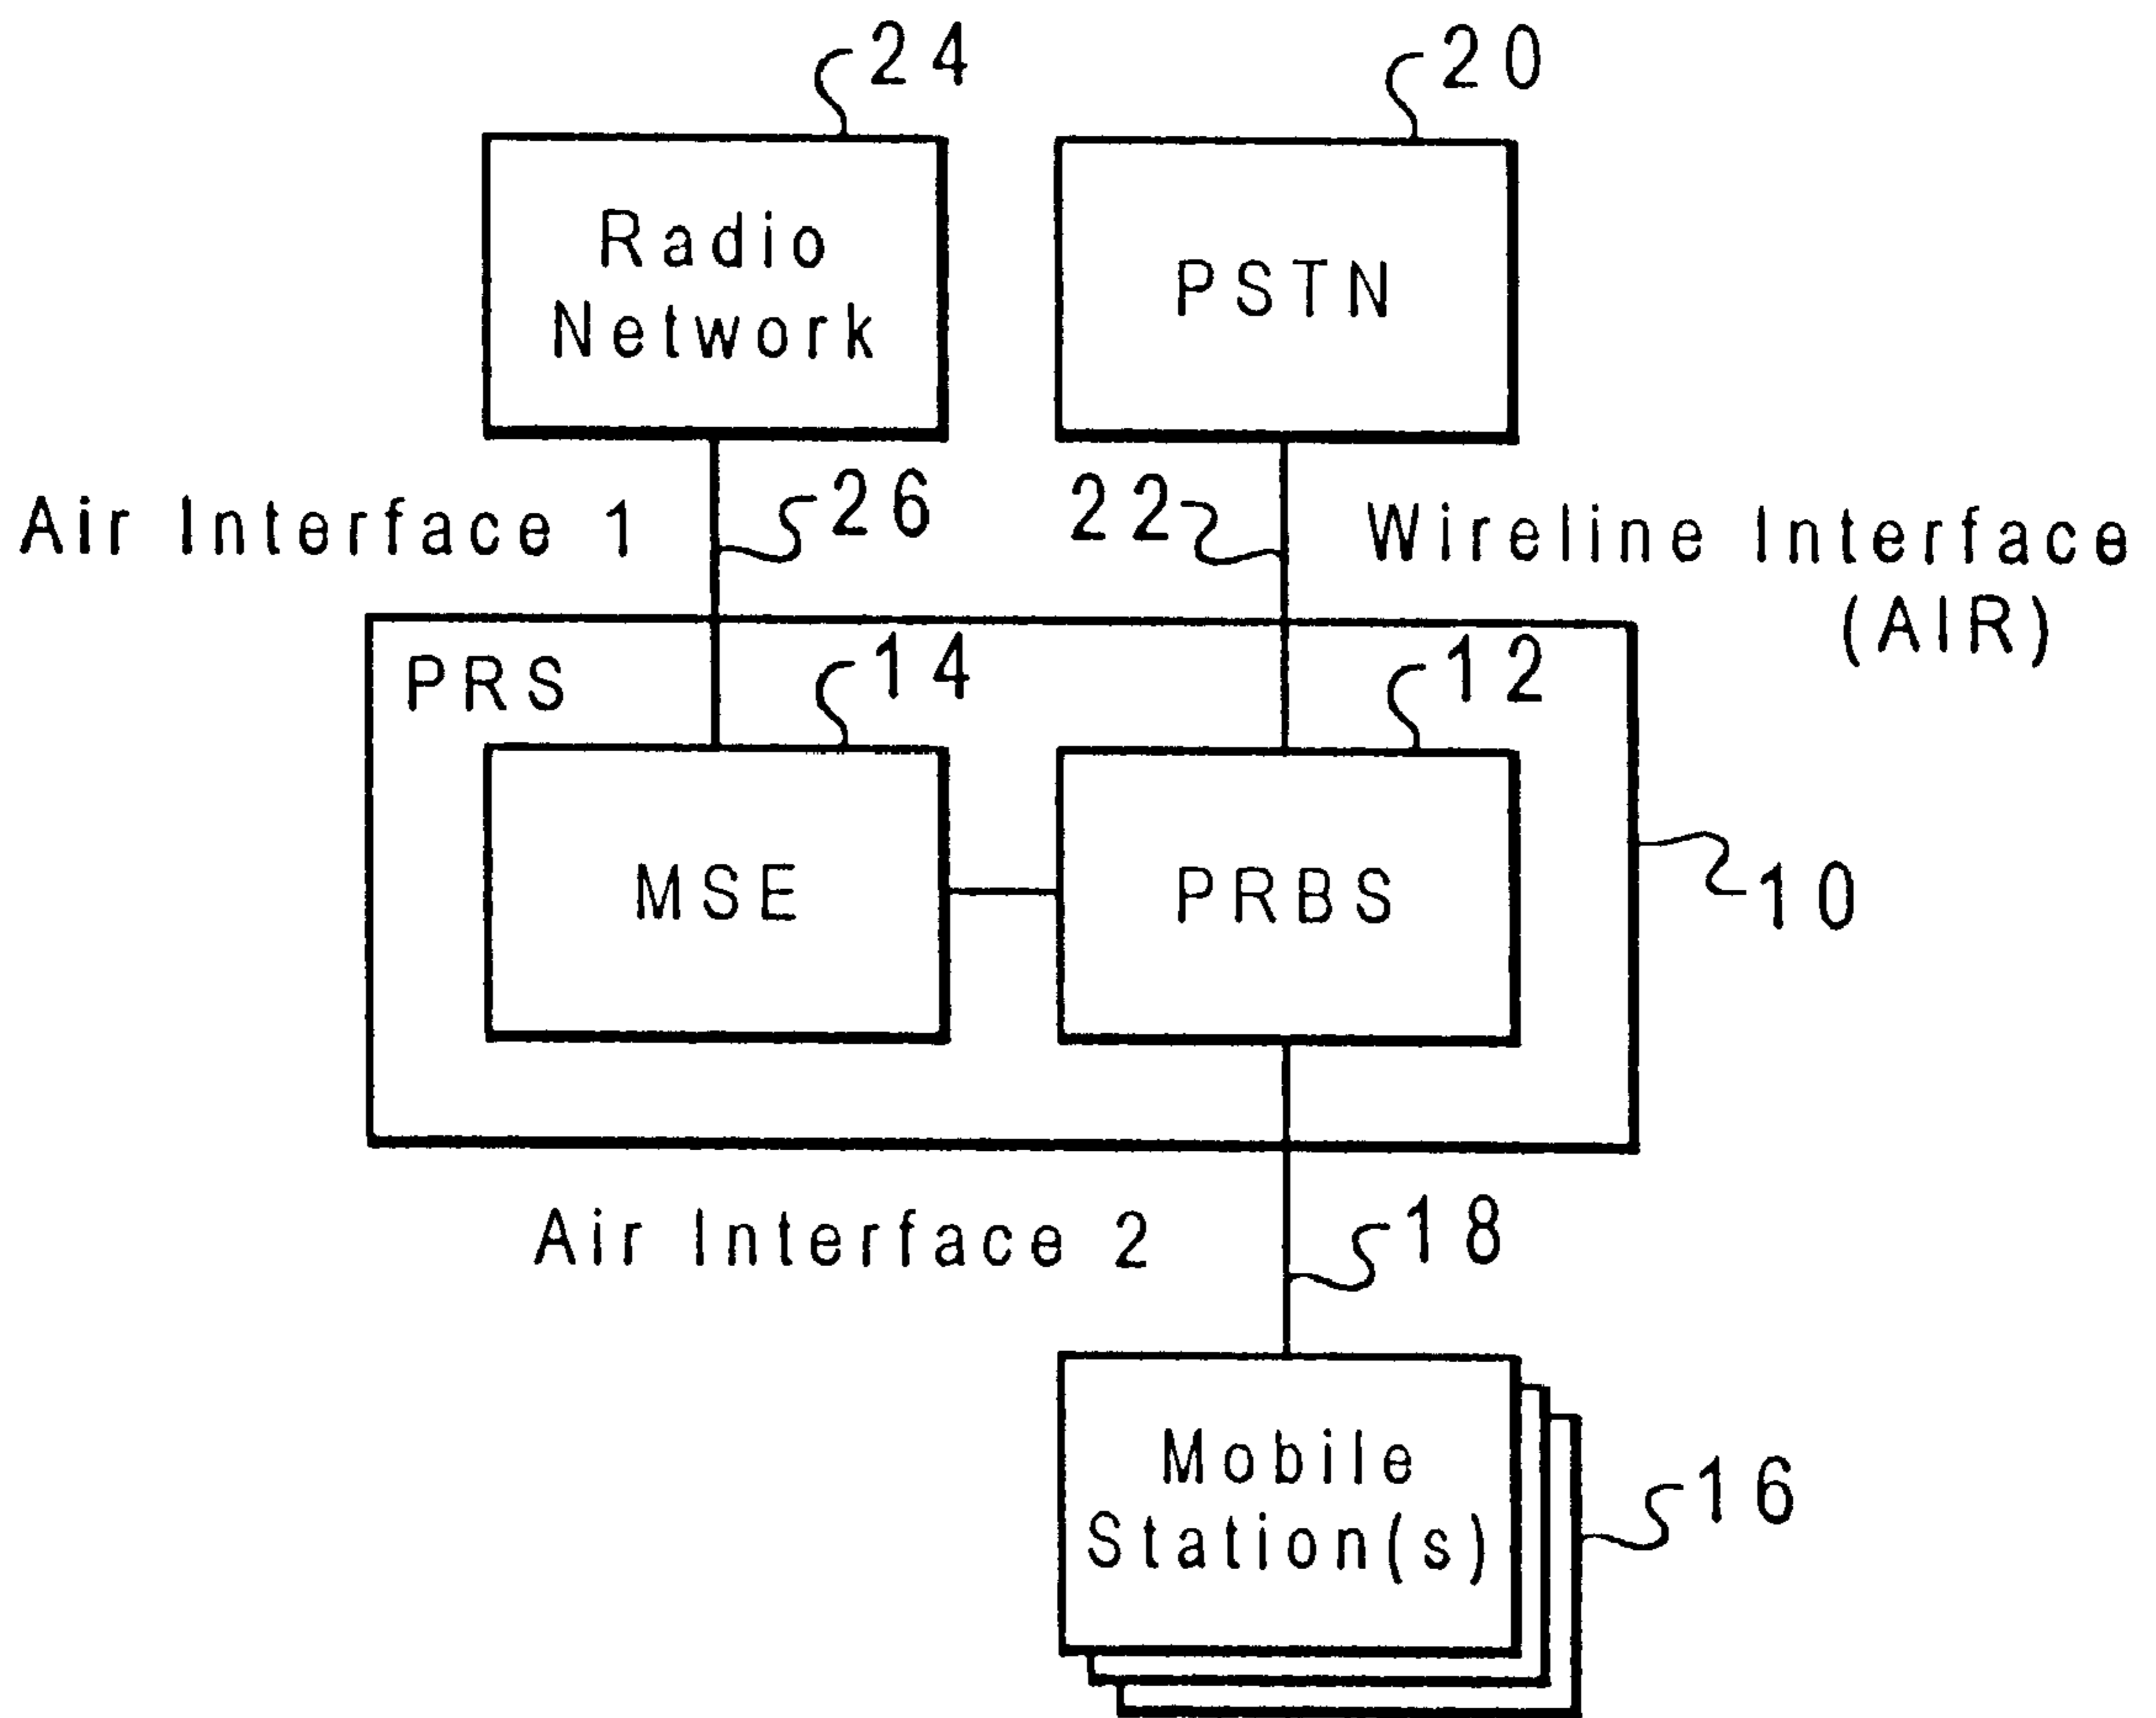 24
20
Radio
Network
PSTN
Air Interface 1
26
22
Wireline Interface
(AIR)
PRS
14
12
MSE
PRBS
10
Air Interface 2
18
Mobile
Station(s)
16